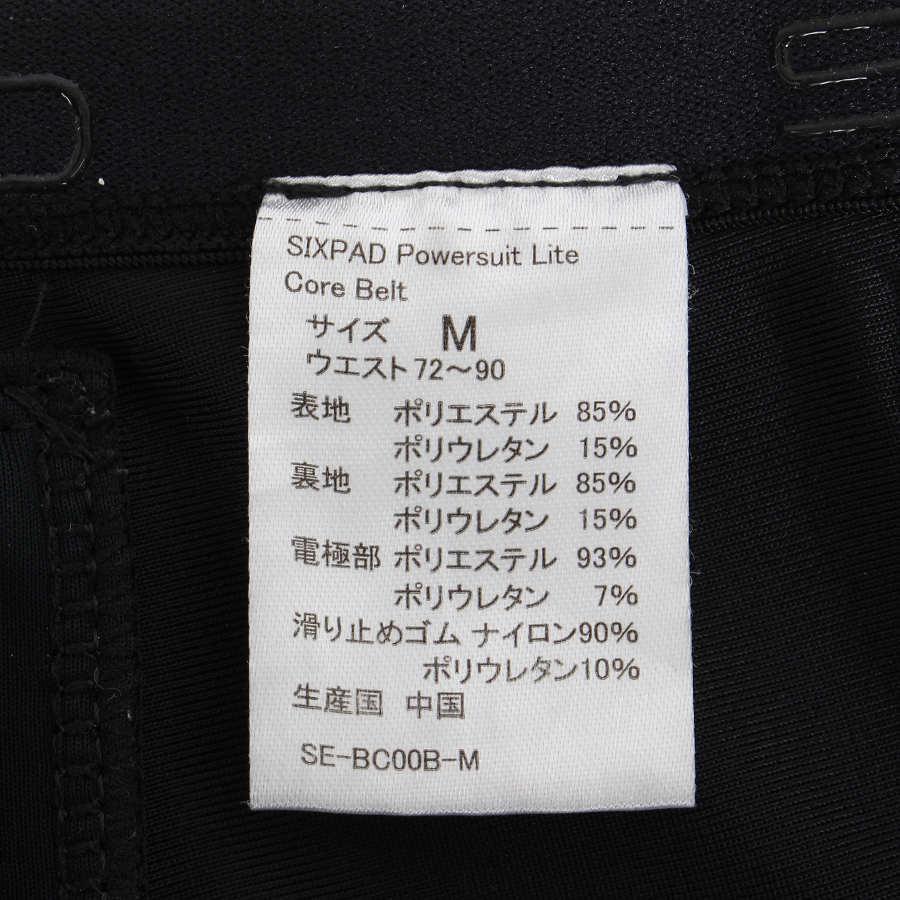 SIXPAD Powersuit Lite
Core Belt
サイズ M
ウエスト72～90
表地 ポリエステル 85%
ポリウレタン 15%
裏地 ポリエステル 85%
ポリウレタン 15%
電極部 ポリエステル 93%
ポリウレタン 7%
滑り止めゴム ナイロン90%
ポリウレタン10%
生産国 中国
SE-BC00B-M